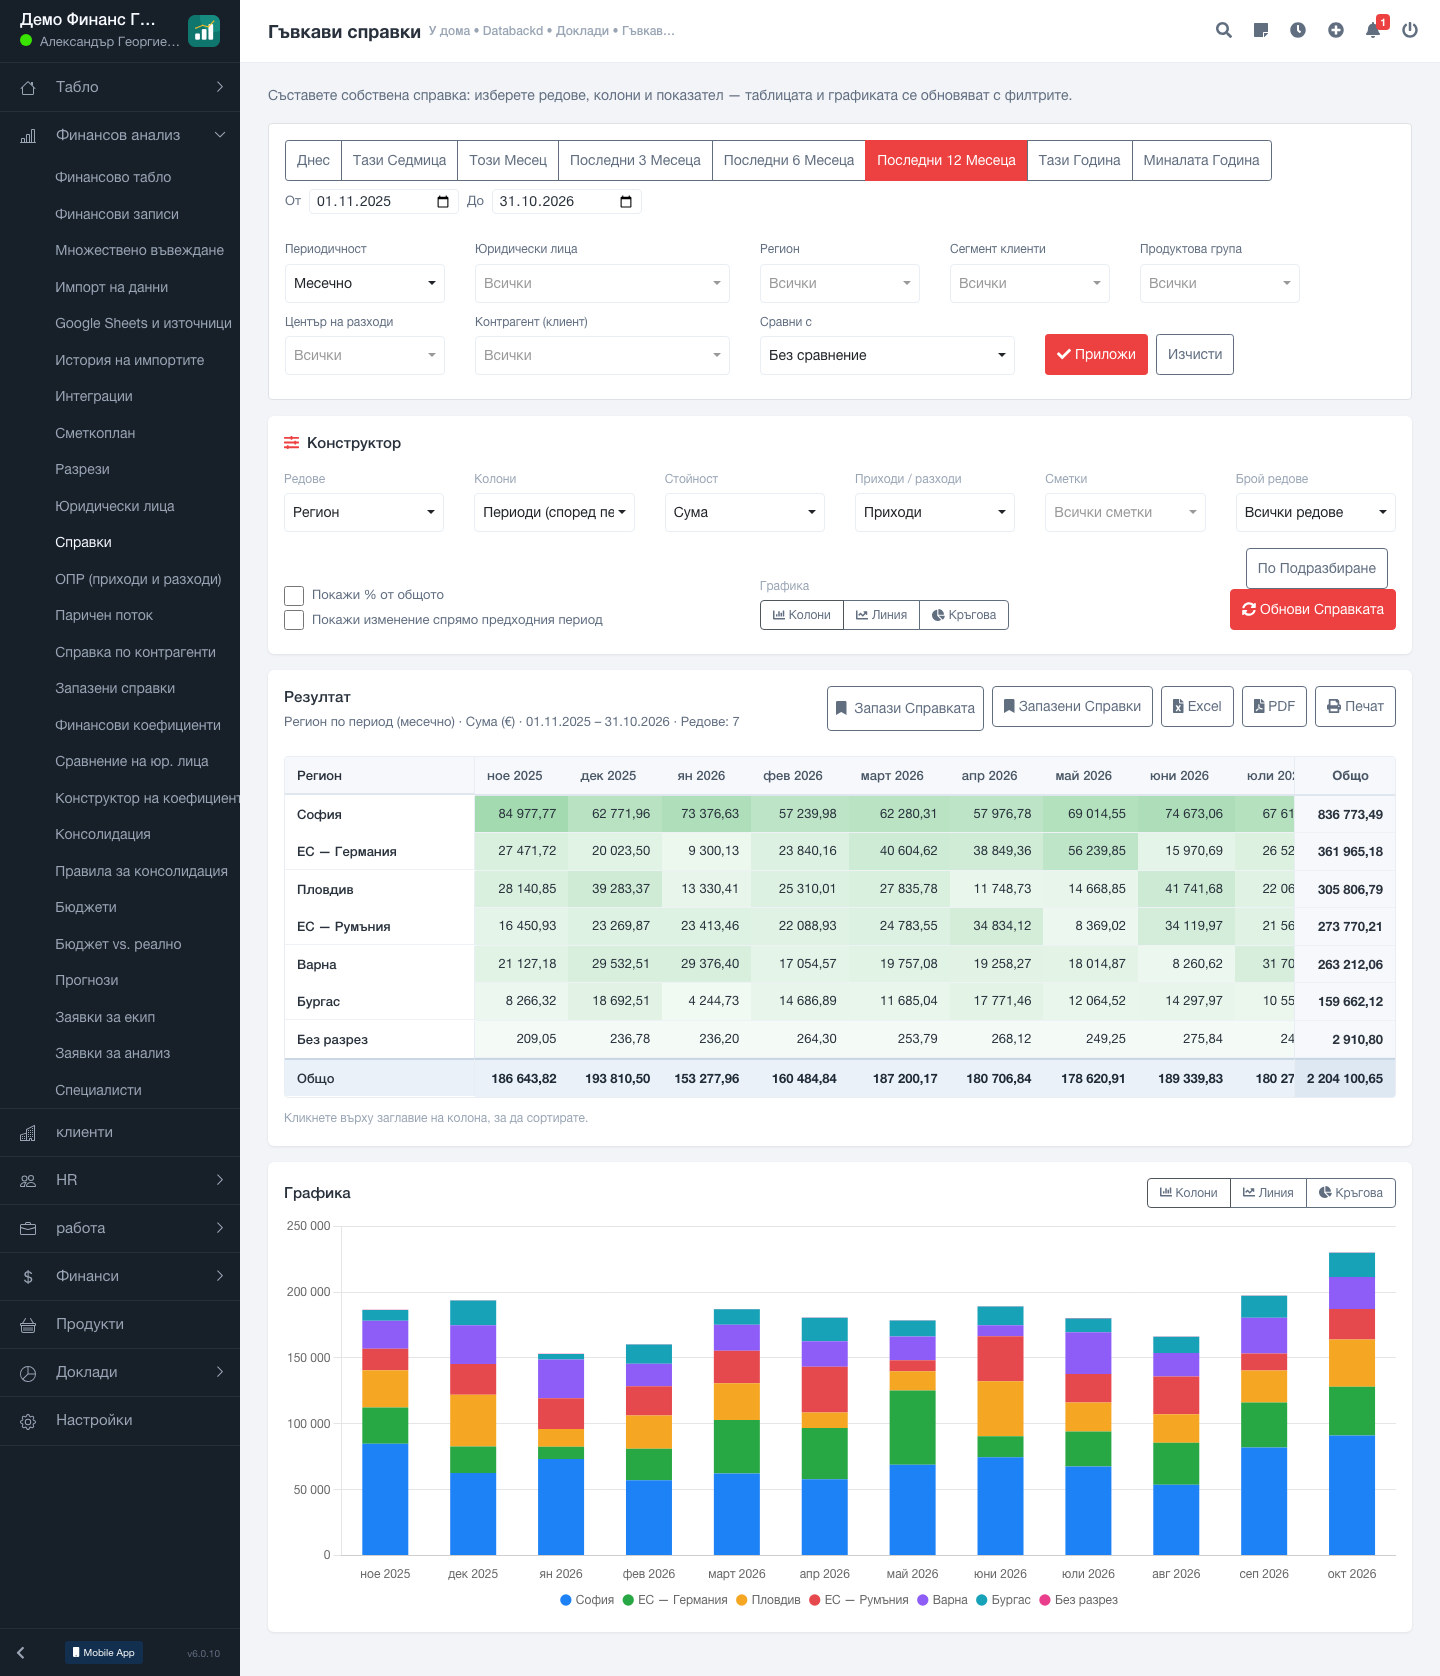 Демо Финанс Г...
Александър Георгие...
Гъвкави справки
У дома • Databackd • Доклади • Гъвкав...
1
Табло
Финансов анализ
Финансово табло
Финансови записи
Множествено въвеждане
Импорт на данни
Google Sheets и източници
История на импортите
Интеграции
Сметкоплан
Разрези
Юридически лица
Справки
ОПР (приходи и разходи)
Паричен поток
Справка по контрагенти
Запазени справки
Финансови коефициенти
Сравнение на юр. лица
Конструктор на коефициент
Консолидация
Правила за консолидация
Бюджети
Бюджет vs. реално
Прогнози
Заявки за екип
Заявки за анализ
Специалисти
клиенти
HR
работа
$ Финанси
Продукти
Доклади
Настройки
Mobile App
v6.0.10
Съставете собствена справка: изберете редове, колони и показател — таблицата и графиката се обновяват с филтрите.
Днес Тази Седмица Този Месец Последни 3 Месеца Последни 6 Месеца Последни 12 Месеца Тази Година Миналата Година
От 01.11.2025 До 31.10.2026
Периодичност Юридически лица Регион Сегмент клиенти Продуктова група
Месечно Всички Всички Всички Всички
Център на разходи Контрагент (клиент) Сравни с
Всички Всички Без сравнение Приложи Изчисти
Конструктор
Редове Колони Стойност Приходи / разходи Сметки Брой редове
Регион Периоди (според пе Сума Приходи Всички сметки Всички редове
По Подразбиране
Покажи % от общото
Покажи изменение спрямо предходния период
Графика
Колони Линия Кръгова
Обнови Справката
Резултат
Регион по период (месечно) · Сума (€) · 01.11.2025 – 31.10.2026 · Редове: 7
Запази Справката Запазени Справки Excel PDF Печат
Регион ное 2025 дек 2025 ян 2026 фев 2026 март 2026 апр 2026 май 2026 юни 2026 юли 202 Общо
София 84 977,77 62 771,96 73 376,63 57 239,98 62 280,31 57 976,78 69 014,55 74 673,06 67 61 836 773,49
ЕС — Германия 27 471,72 20 023,50 9 300,13 23 840,16 40 604,62 38 849,36 56 239,85 15 970,69 26 52 361 965,18
Пловдив 28 140,85 39 283,37 13 330,41 25 310,01 27 835,78 11 748,73 14 668,85 41 741,68 22 06 305 806,79
ЕС — Румъния 16 450,93 23 269,87 23 413,46 22 088,93 24 783,55 34 834,12 8 369,02 34 119,97 21 56 273 770,21
Варна 21 127,18 29 532,51 29 376,40 17 054,57 19 757,08 19 258,27 18 014,87 8 260,62 31 70 263 212,06
Бургас 8 266,32 18 692,51 4 244,73 14 686,89 11 685,04 17 771,46 12 064,52 14 297,97 10 55 159 662,12
Без разрез 209,05 236,78 236,20 264,30 253,79 268,12 249,25 275,84 24 2 910,80
Общо 186 643,82 193 810,50 153 277,96 160 484,84 187 200,17 180 706,84 178 620,91 189 339,83 180 27 2 204 100,65
Кликнете върху заглавие на колона, за да сортирате.
Графика
Колони Линия Кръгова
250 000
200 000
150 000
100 000
50 000
0
ное 2025 дек 2025 ян 2026 фев 2026 март 2026 апр 2026 май 2026 юни 2026 юли 2026 авг 2026 сеп 2026 окт 2026
София ЕС — Германия Пловдив ЕС — Румъния Варна Бургас Без разрез